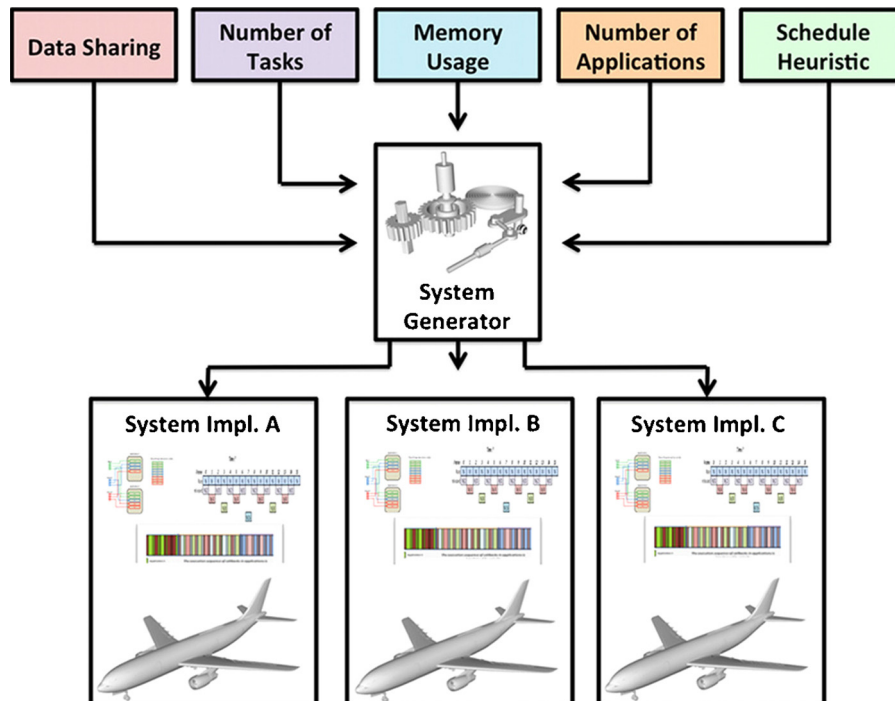 Data Sharing
Number of
Tasks
Memory
Usage
Number of
Applications
Schedule
Heuristic
System
Generator
System Impl. A
System Impl. B
System Impl. C